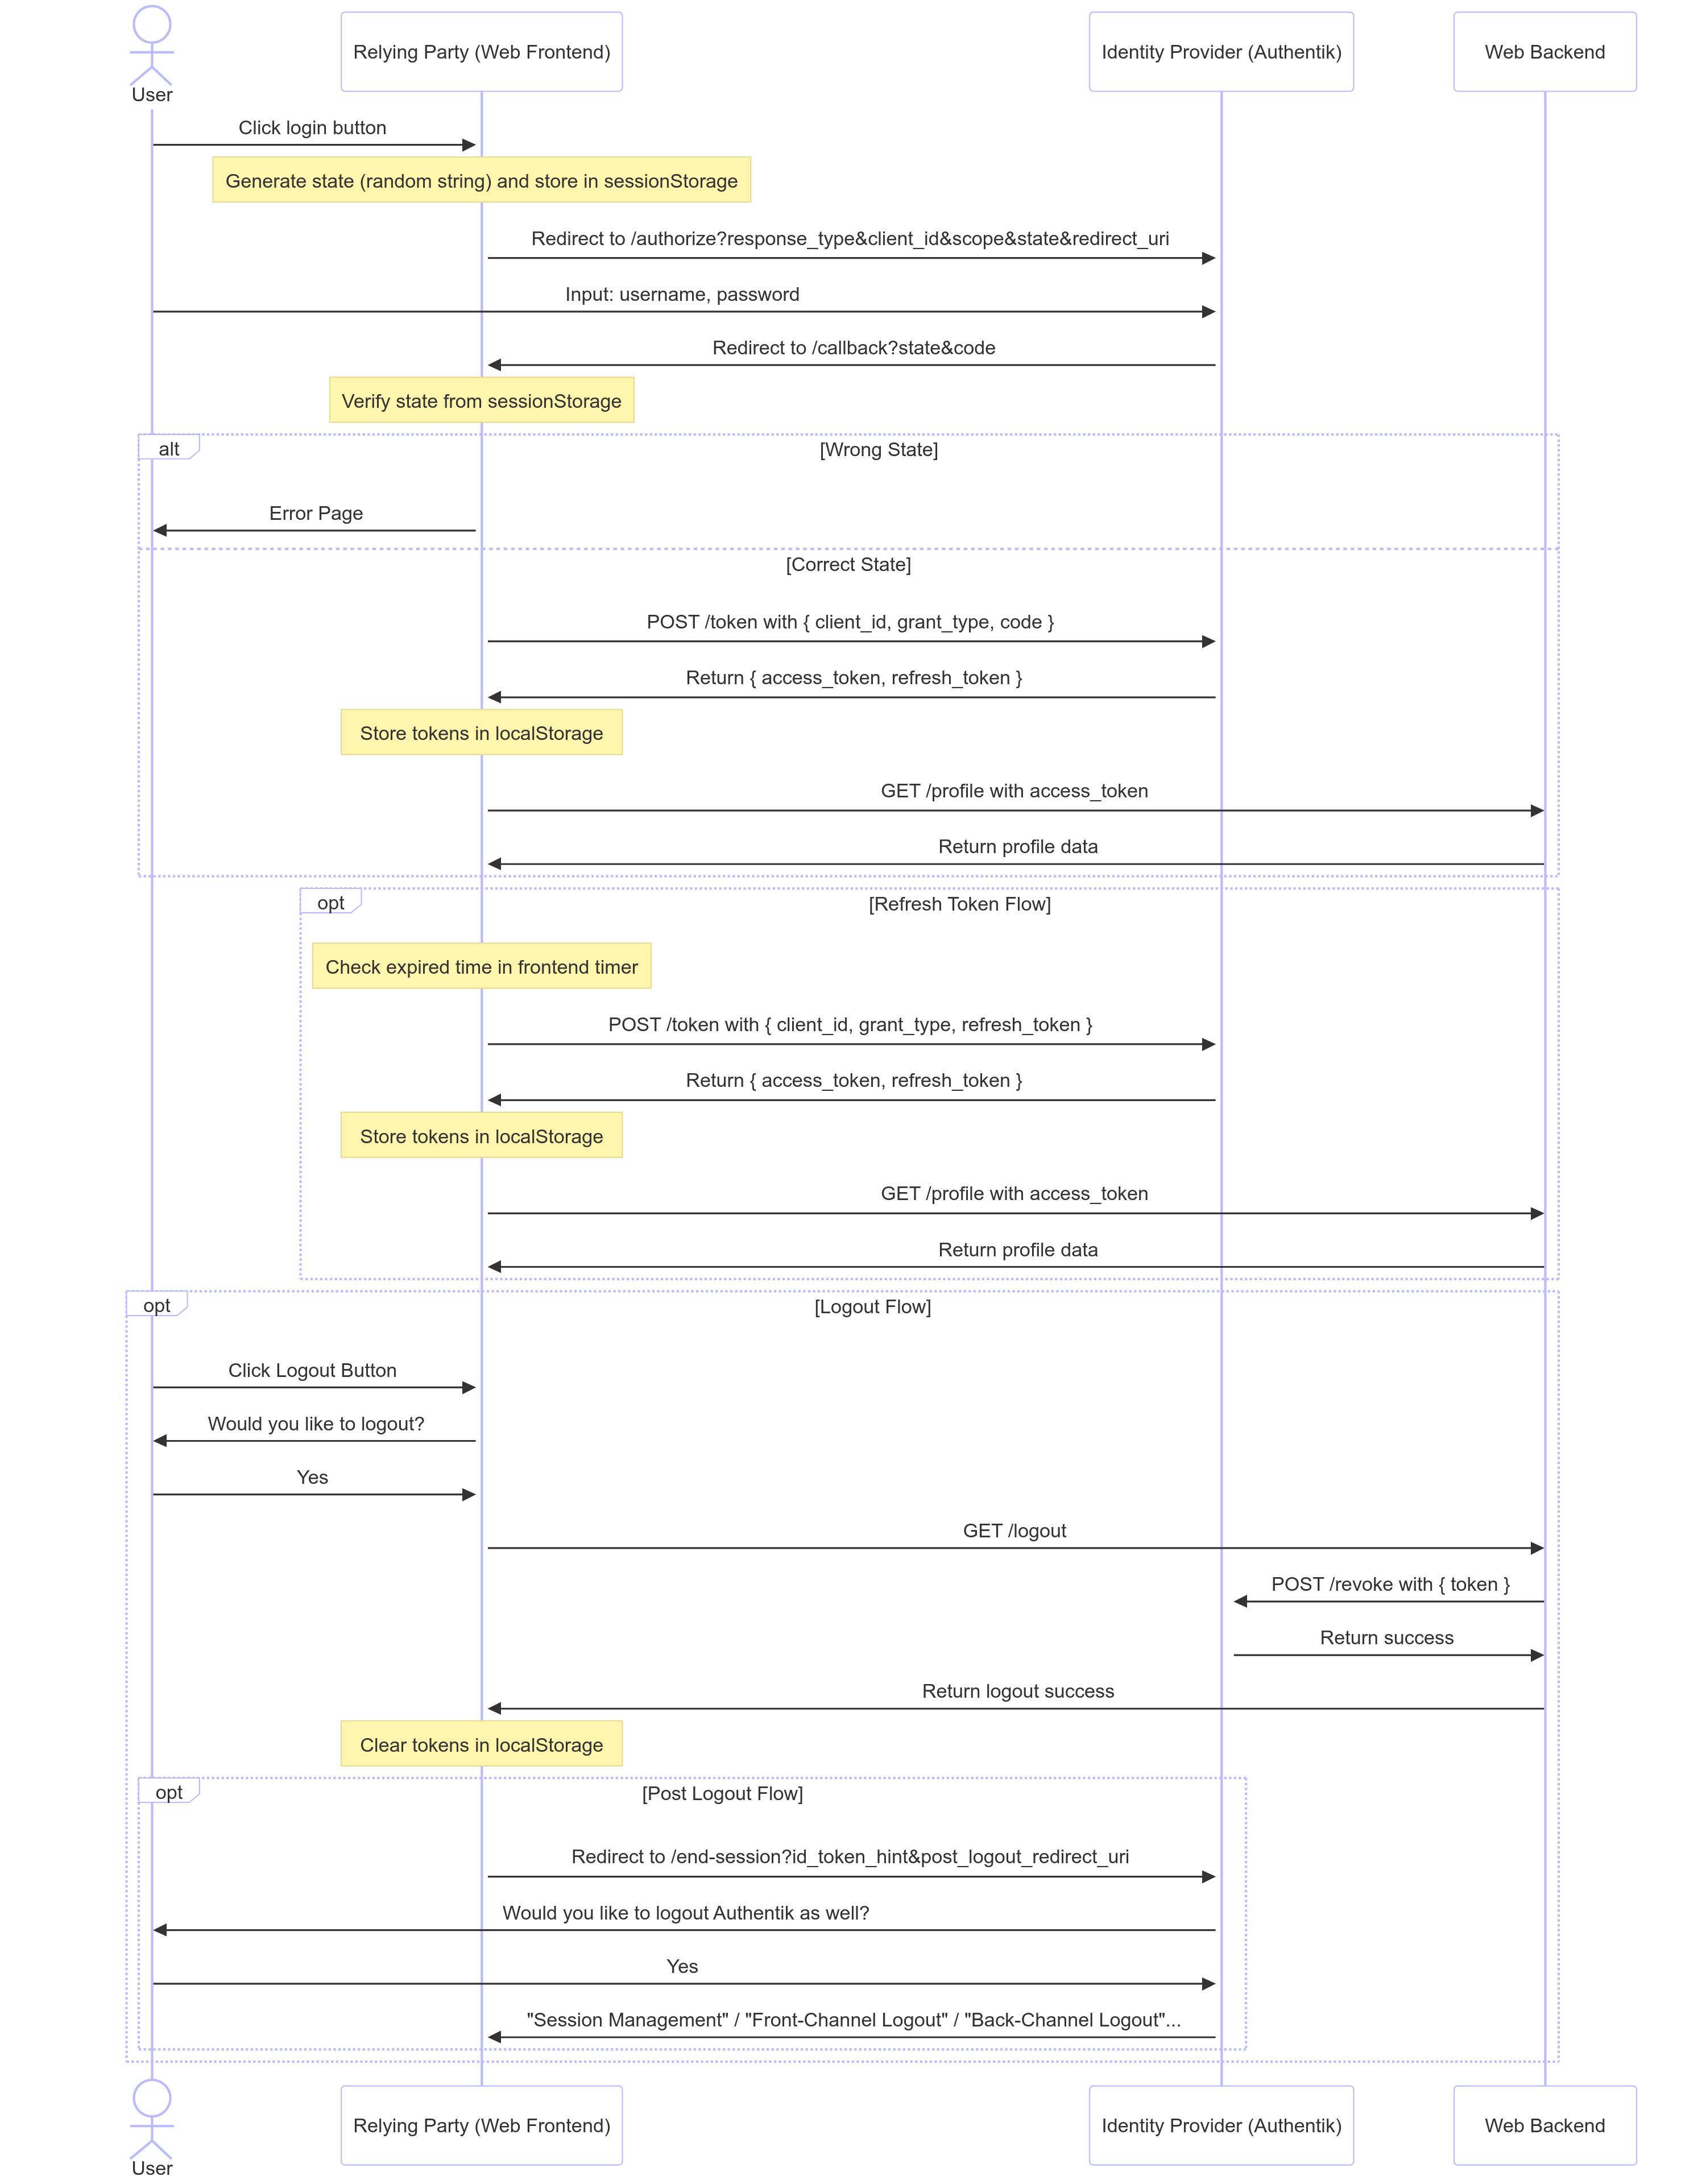 User
Relying Party (Web Frontend)
Identity Provider (Authentik)
Web Backend
Click login button
Generate state (random string) and store in sessionStorage
Redirect to /authorize?response_type&client_id&scope&state&redirect_uri
Input: username, password
Redirect to /callback?state&code
Verify state from sessionStorage
alt
[Wrong State]
Error Page
[Correct State]
POST /token with { client_id, grant_type, code }
Return { access_token, refresh_token }
Store tokens in localStorage
GET /profile with access_token
Return profile data
opt
[Refresh Token Flow]
Check expired time in frontend timer
POST /token with { client_id, grant_type, refresh_token }
Return { access_token, refresh_token }
Store tokens in localStorage
GET /profile with access_token
Return profile data
opt
[Logout Flow]
Click Logout Button
Would you like to logout?
Yes
GET /logout
POST /revoke with { token }
Return success
Return logout success
Clear tokens in localStorage
opt
[Post Logout Flow]
Redirect to /end-session?id_token_hint&post_logout_redirect_uri
Would you like to logout Authentik as well?
Yes
"Session Management" / "Front-Channel Logout" / "Back-Channel Logout"...
User
Relying Party (Web Frontend)
Identity Provider (Authentik)
Web Backend